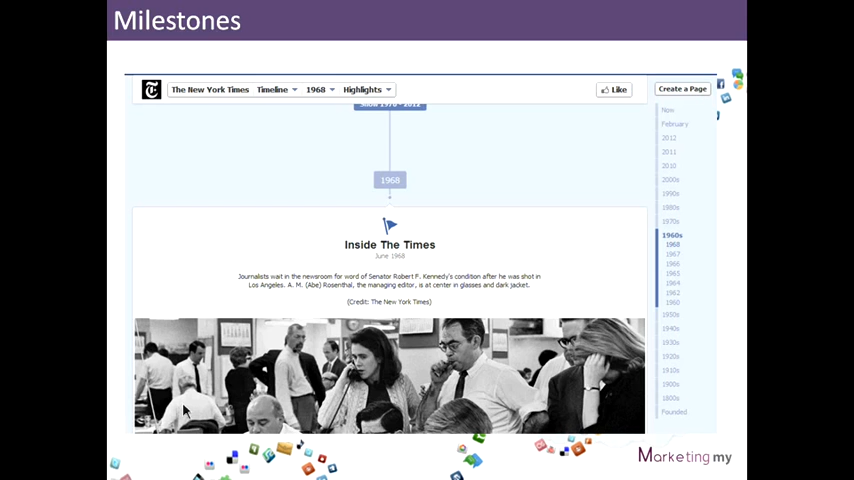 Milestones
The New York Times Timeline 1968 Highlights
Like
Create a Page
Show 1970 - 2012
1968
Inside The Times
June 1968
Journalists wait in the newsroom for word of Senator Robert F. Kennedy's condition after he was shot in
Los Angeles. A. M. (Abe) Rosenthal, the managing editor, is at center in glasses and dark jacket.
(Credit: The New York Times)
Now
February
2012
2011
2010
2000s
1990s
1980s
1970s
1960s
1968
1967
1966
1965
1964
1962
1960
1950s
1940s
1930s
1920s
1910s
1900s
1800s
Founded
Marketing my